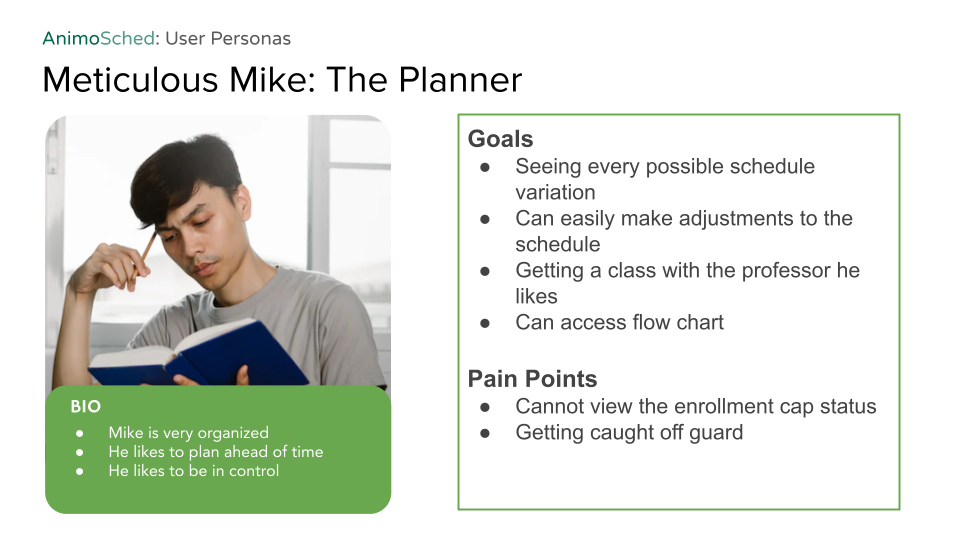 AnimoSched: User Personas
Meticulous Mike: The Planner
BIO
● Mike is very organized
● He likes to plan ahead of time
● He likes to be in control
Goals
● Seeing every possible schedule
variation
● Can easily make adjustments to the
schedule
● Getting a class with the professor he
likes
● Can access flow chart
Pain Points
● Cannot view the enrollment cap status
● Getting caught off guard